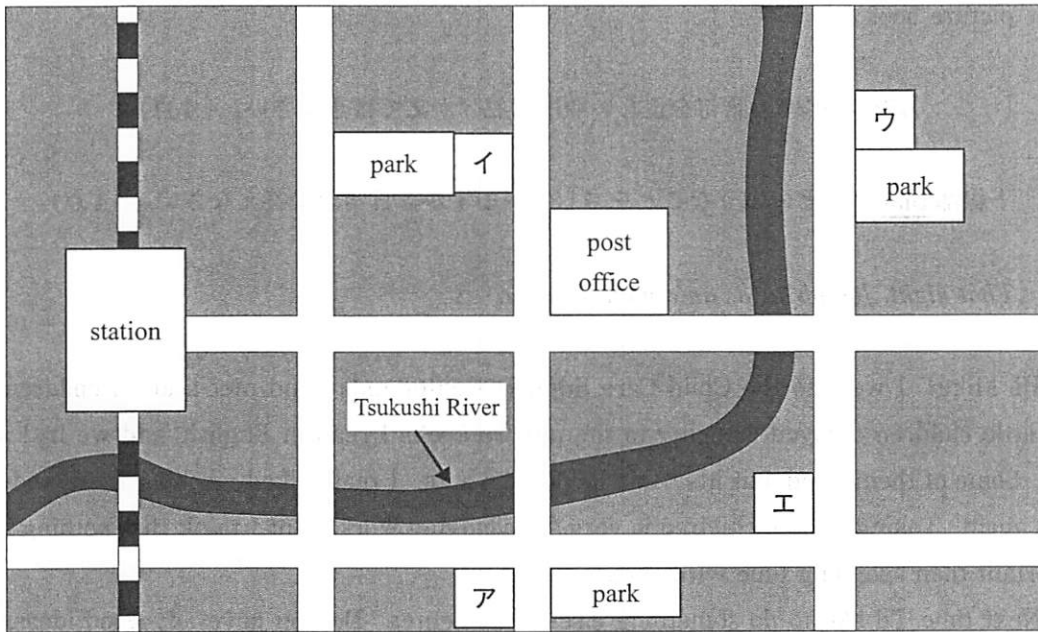 ウ
park
イ
park
post
office
station
Tsukushi River
エ
ア
park